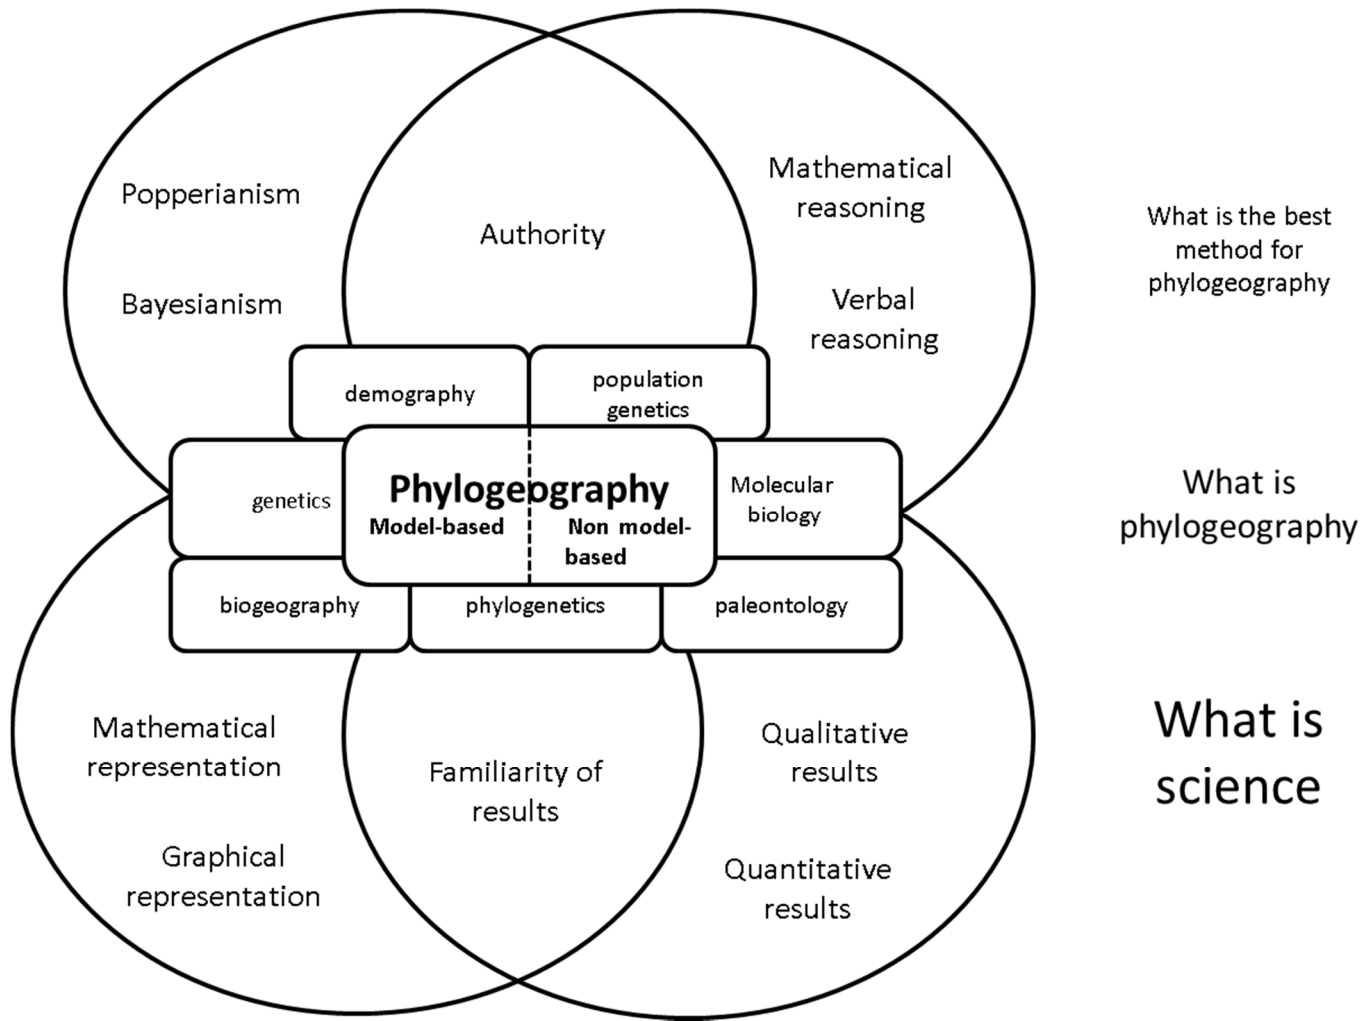 Popperianism
Bayesianism
Authority
Mathematical
reasoning
Verbal
reasoning
What is the best
method for
phylogeography
demography
population
genetics
genetics
Phylogeography
Model-based
Non model-
based
Molecular
biology
What is
phylogeography
biogeography
phylogenetics
paleontology
Mathematical
representation
Graphical
representation
Familiarity of
results
Qualitative
results
Quantitative
results
What is
science